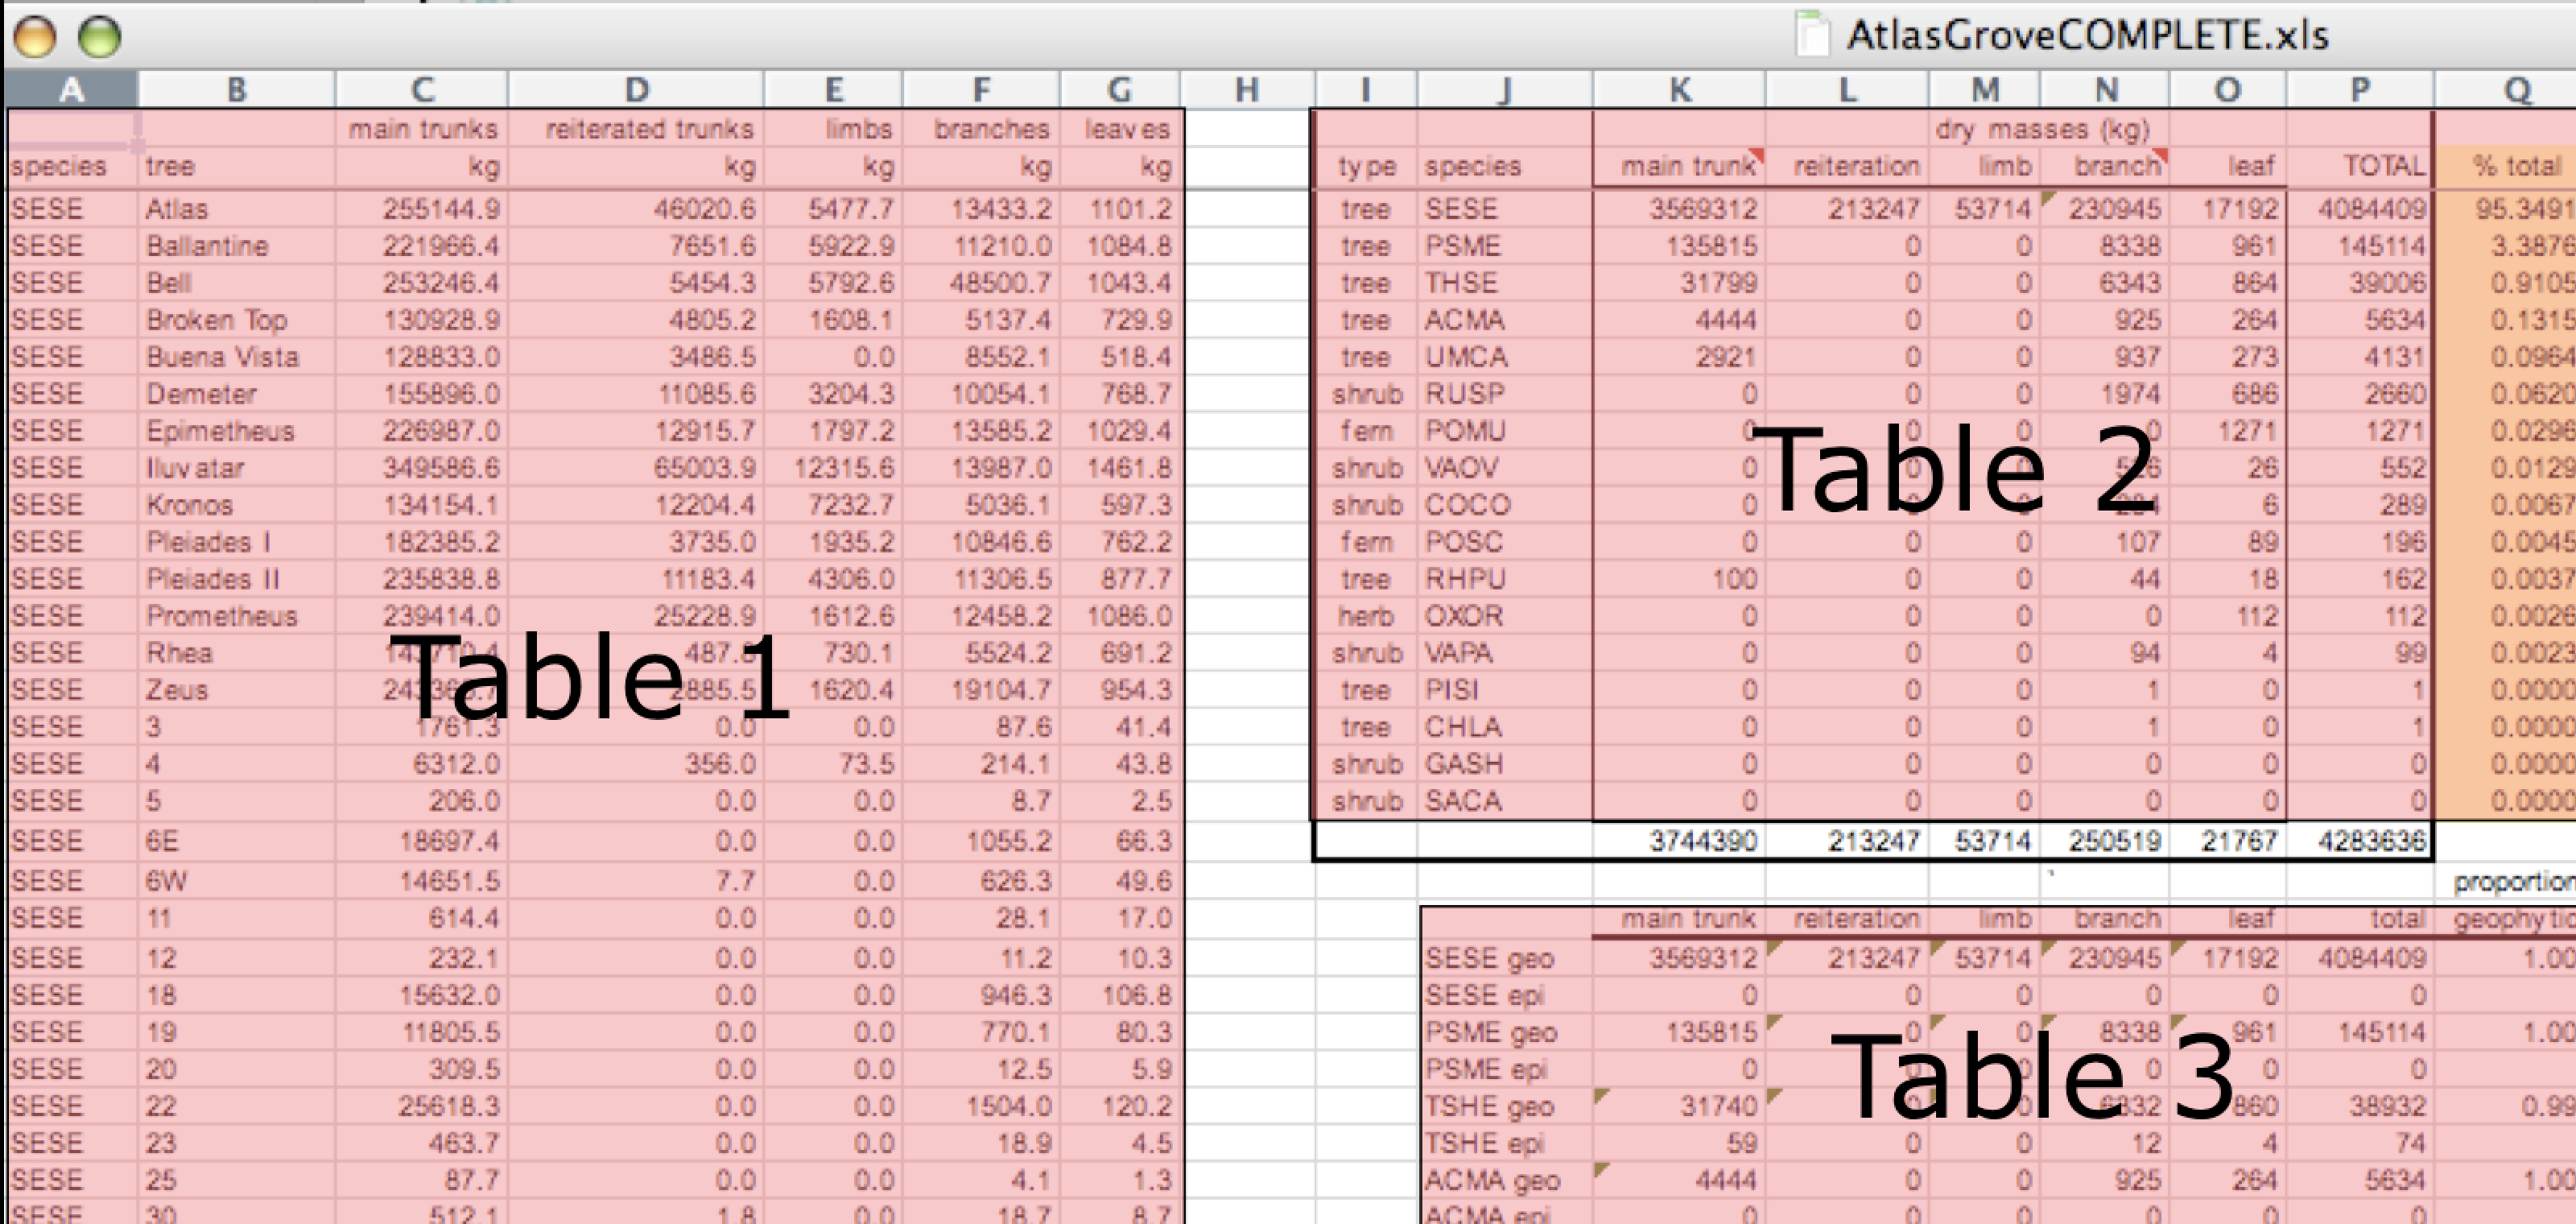 AtlasGroveCOMPLETE.xls
A B C D E F G H I J K L M N O P Q
main trunks reiterated trunks limbs branches leaves dry masses (kg)
species tree kg kg kg kg kg type species main trunk reiteration limb branch leaf TOTAL % total
SESE Atlas 255144.9 46020.6 5477.7 13433.2 1101.2 tree SESE 3569312 213247 53714 230945 17192 4084409 95.3491
SESE Ballantine 221966.4 7651.6 5922.9 11210.0 1084.8 tree PSME 135815 0 0 8338 961 145114 3.3876
SESE Bell 253246.4 5454.3 5792.6 48500.7 1043.4 tree THSE 31799 0 0 6343 864 39006 0.9105
SESE Broken Top 130928.9 4805.2 1608.1 5137.4 729.9 tree ACMA 4444 0 0 925 264 5634 0.1315
SESE Buena Vista 128833.0 3486.5 0.0 8552.1 518.4 tree UMCA 2921 0 0 937 273 4131 0.0964
SESE Demeter 155896.0 11085.6 3204.3 10054.1 768.7 shrub RUSP 0 0 0 1974 686 2660 0.0620
SESE Epimetheus 226987.0 12915.7 1797.2 13585.2 1029.4 fern POMU 0 0 0 0 1271 1271 0.0296
SESE Iluvatar 349586.6 65003.9 12315.6 13987.0 1461.8 shrub VAOV 0 26 552 0.0129
Table 2
SESE Kronos 134154.1 12204.4 7232.7 5036.1 597.3 shrub COCO 0 6 289 0.0067
SESE Pleiades I 182385.2 3735.0 1935.2 10846.6 762.2 fern POSC 0 0 0 107 89 196 0.0045
SESE Pleiades II 235838.8 11183.4 4306.0 11306.5 877.7 tree RHPU 100 0 0 44 18 162 0.0037
SESE Prometheus 239414.0 25228.9 1612.6 12458.2 1086.0 herb OXOR 0 0 0 0 112 112 0.0026
SESE Rhea 730.1 5524.2 691.2 shrub VAPA 0 0 0 94 4 99 0.0023
Table 1
SESE Zeus 2885.5 1620.4 19104.7 954.3 tree PISI 0 0 0 1 0 1 0.0000
SESE 3 1761.3 0.0 0.0 87.6 41.4 tree CHLA 0 0 0 1 0 1 0.0000
SESE 4 6312.0 356.0 73.5 214.1 43.8 shrub GASH 0 0 0 0 0 0 0.0000
SESE 5 206.0 0.0 0.0 8.7 2.5 shrub SACA 0 0 0 0 0 0 0.0000
SESE 6E 18697.4 0.0 0.0 1055.2 66.3 3744390 213247 53714 250519 21767 4283636
SESE 6W 14651.5 7.7 0.0 626.3 49.6 proportion
SESE 11 614.4 0.0 0.0 28.1 17.0 main trunk reiteration limb branch leaf total geophytic
SESE 12 232.1 0.0 0.0 11.2 10.3 SESE geo 3569312 213247 53714 230945 17192 4084409 1.00
SESE 18 15632.0 0.0 0.0 946.3 106.8 SESE epi 0 0 0 0 0 0
SESE 19 11805.5 0.0 0.0 770.1 80.3 PSME geo 135815 0 0 8338 961 145114 1.00
SESE 20 309.5 0.0 0.0 12.5 5.9 PSME epi 0 0 0 0
Table 3
SESE 22 25618.3 0.0 0.0 1504.0 120.2 TSHE geo 31740 860 38932 0.99
SESE 23 463.7 0.0 0.0 18.9 4.5 TSHE epi 59 0 0 12 4 74
SESE 25 87.7 0.0 0.0 4.1 1.3 ACMA geo 4444 0 0 925 264 5634 1.00
SESE 30 512.1 1.8 0.0 18.7 8.7 ACMA epi 0 0 0 0 0 0